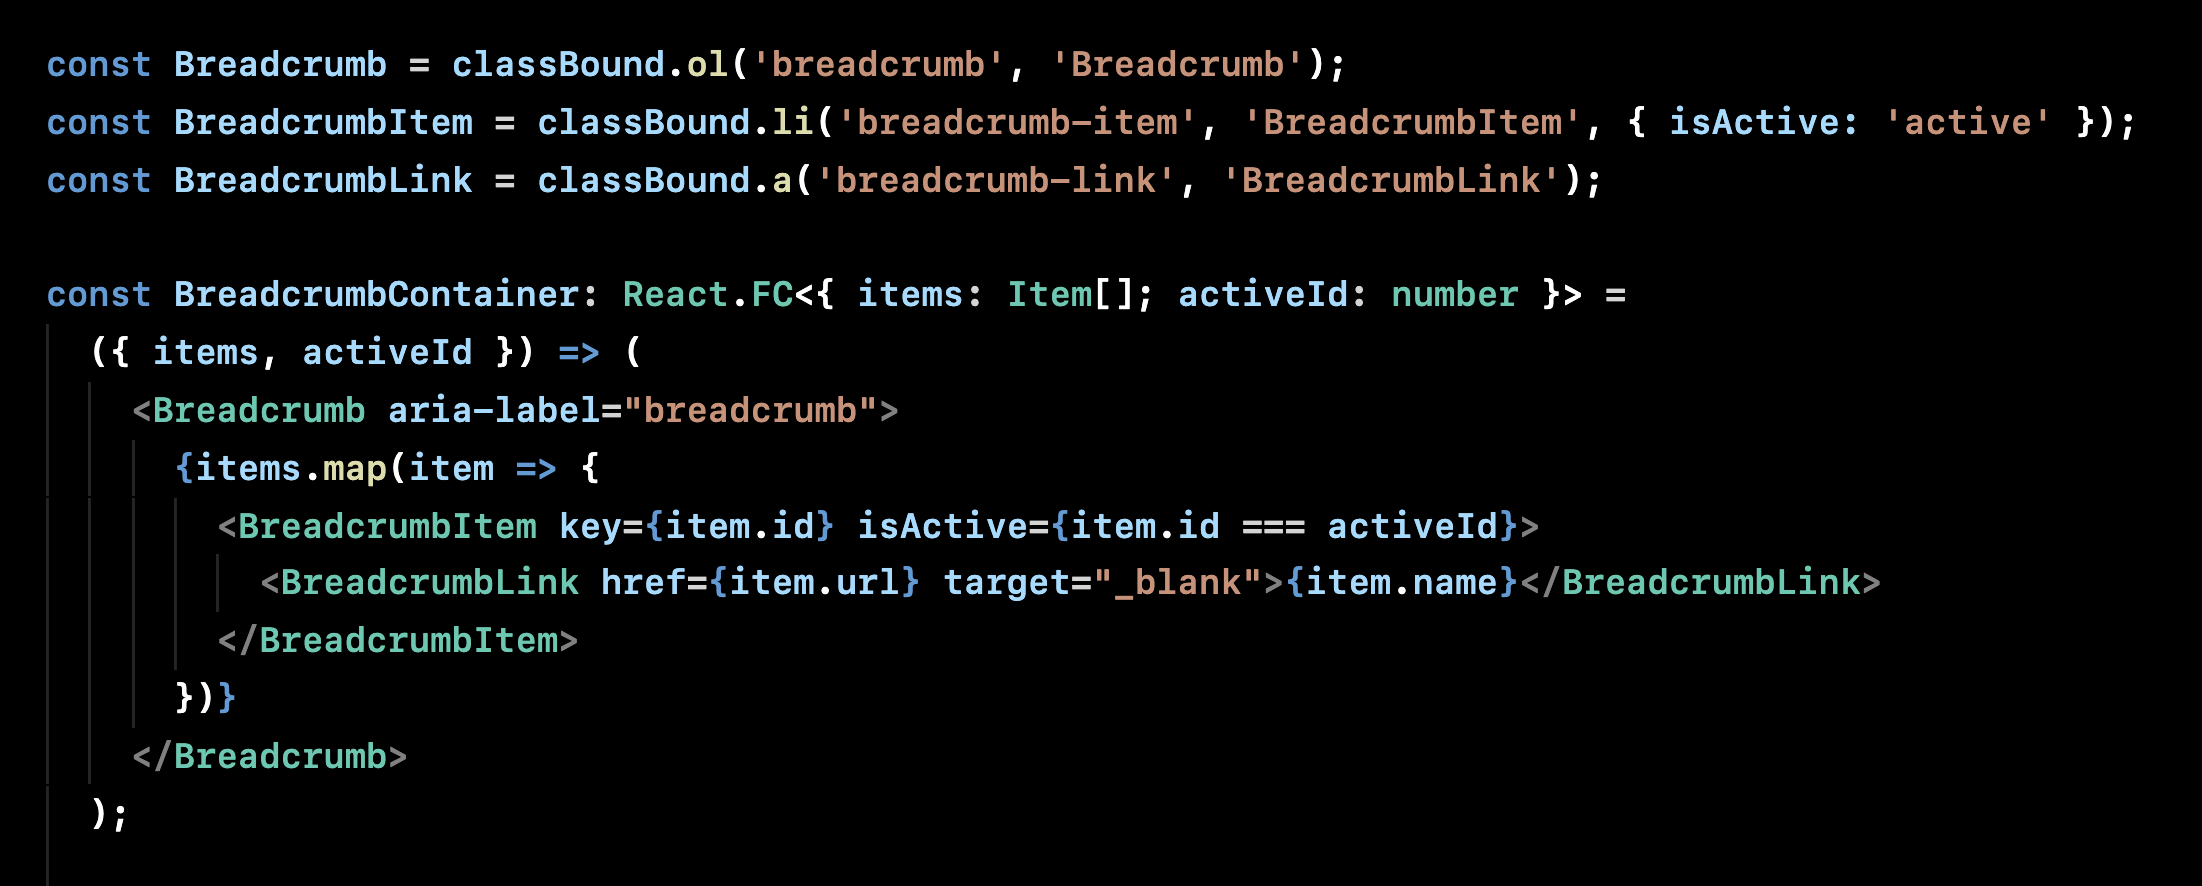 const Breadcrumb = classBound.ol('breadcrumb', 'Breadcrumb');
const BreadcrumbItem = classBound.li('breadcrumb-item', 'BreadcrumbItem', { isActive: 'active' });
const BreadcrumbLink = classBound.a('breadcrumb-link', 'BreadcrumbLink');

const BreadcrumbContainer: React.FC<{ items: Item[]; activeId: number }> =
  ({ items, activeId }) => (
    <Breadcrumb aria-label="breadcrumb">
      {items.map(item => {
        <BreadcrumbItem key={item.id} isActive={item.id === activeId}>
          <BreadcrumbLink href={item.url} target="_blank">{item.name}</BreadcrumbLink>
        </BreadcrumbItem>
      })}
    </Breadcrumb>
  );